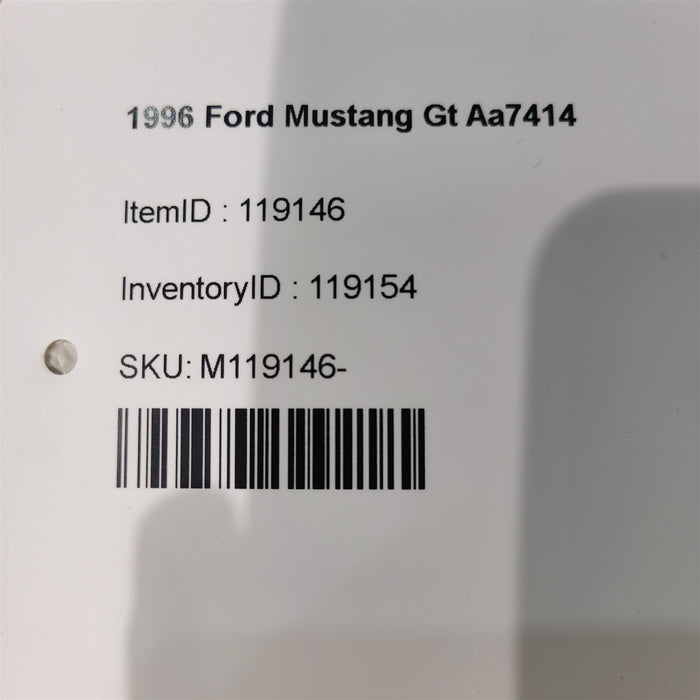 1996 Ford Mustang Gt Aa7414
ItemID : 119146
InventoryID : 119154
SKU: M119146-